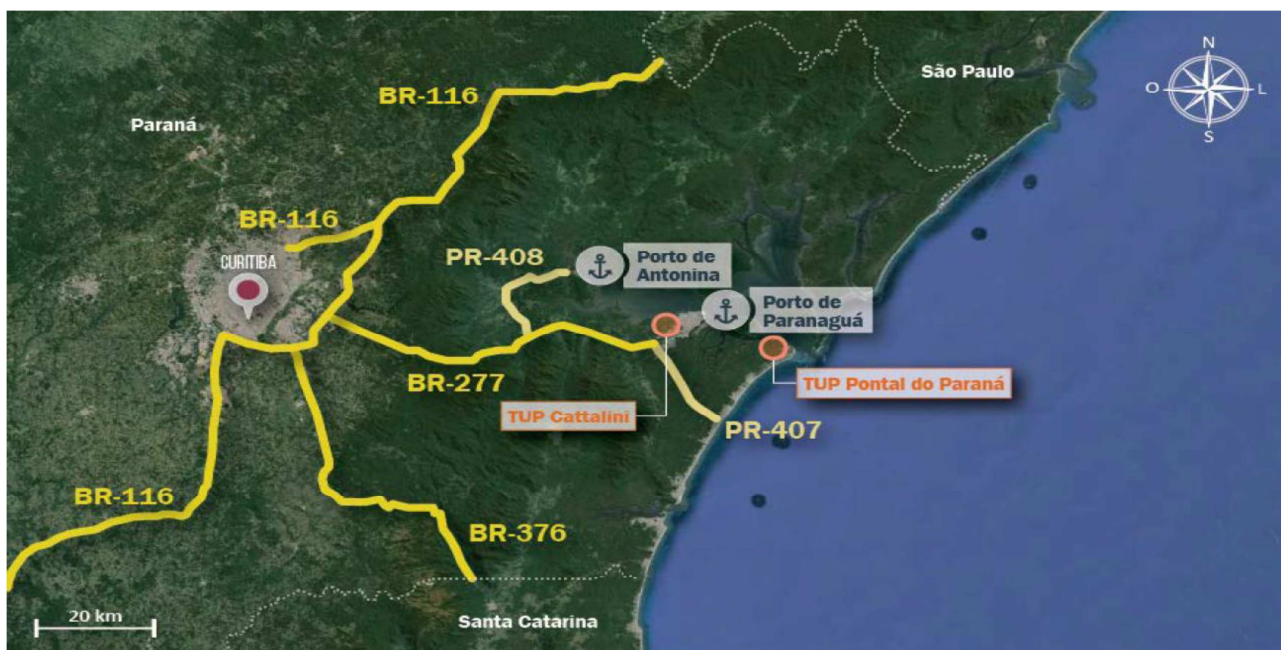 N
São Paulo
O
L
BR-116
Paraná
S
BR-116
CURITIBA
PR-408
Porto de
Antonina
Porto de
Paranaguá
BR-277
TUP Pontal do Paraná
TUP Cattalini
PR-407
BR-116
BR-376
20 km
Santa Catarina